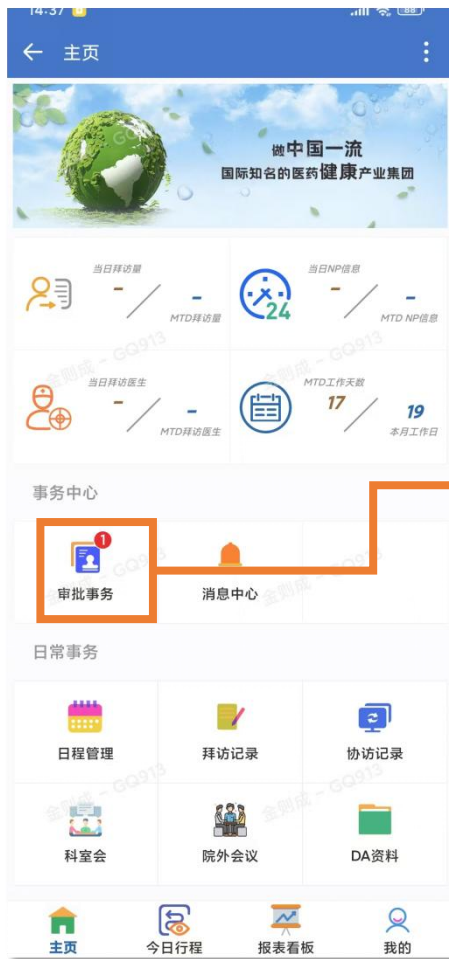 14:37
88
← 主页
做中国一流
国际知名的医药健康产业集团
当日拜访量
-
-
MTD拜访量
当日NP信息
24
-
-
MTD NP信息
当日拜访医生
-
-
MTD拜访医生
MTD工作天数
17
19
本月工作日
事务中心
1
审批事务
消息中心
日常事务
日程管理
拜访记录
协访记录
科室会
院外会议
DA资料
主页
今日行程
报表看板
我的
金则成 - GQ913